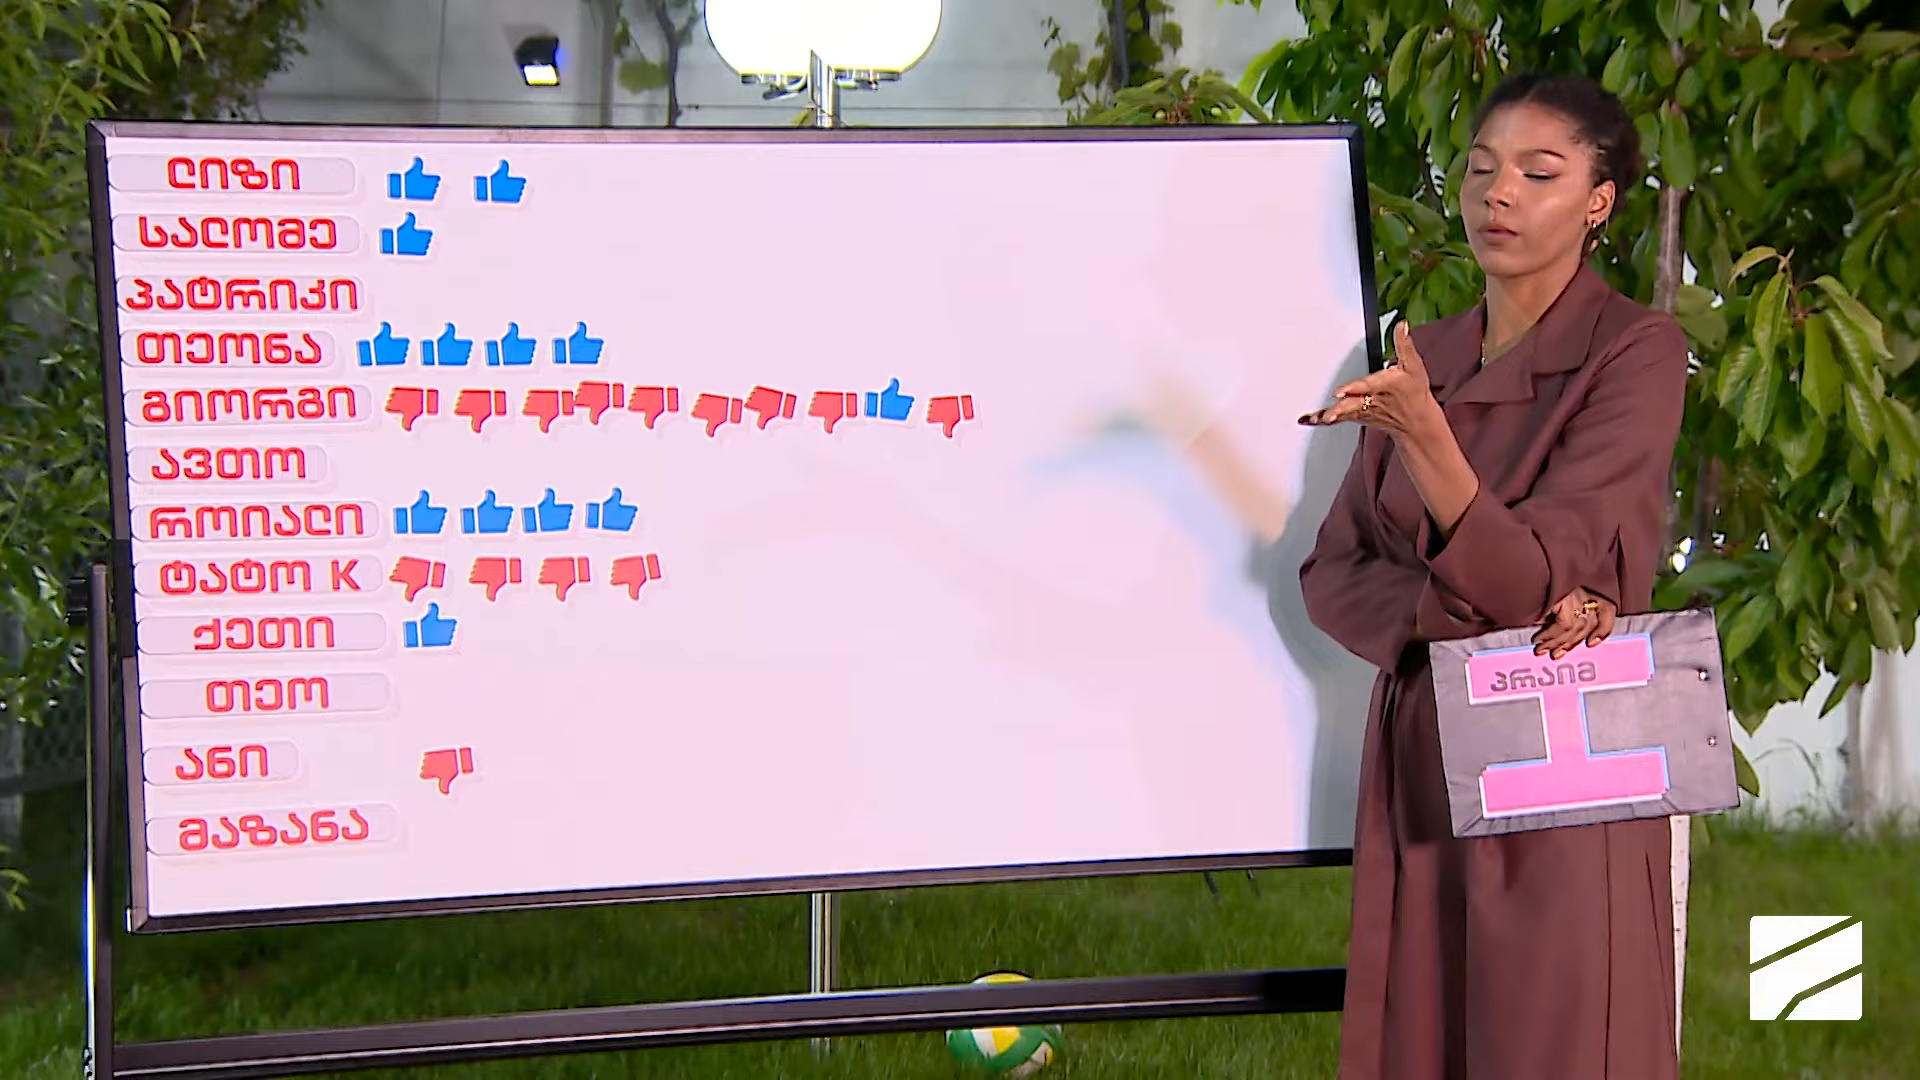 ლიზი
სალომე
პატრიკი
თეონა
გიორგი
ავთო
როიალი
ტატო K
ქეთი
თეო
ანი
მაზანა
პრაიმ